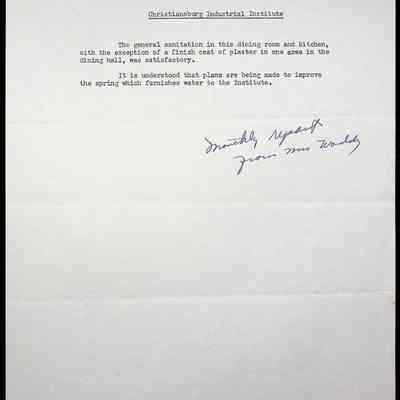 Christiansburg Industrial Institute
The general sanitation in this dining room and kitchen,
with the exception of a finish coat of plaster in one area in the
dining hall, was satisfactory.
It is understood that plans are being made to improve
the spring which furnishes water to the Institute.
Monthly report
from Mrs Waddy